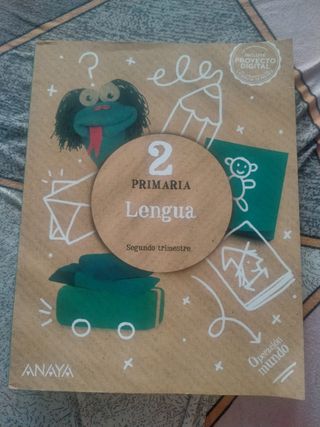 INCLUYE
PROYECTO
DIGITAL
2
PRIMARIA
Lengua
Segundo trimestre
Operación
mundo
ANAYA